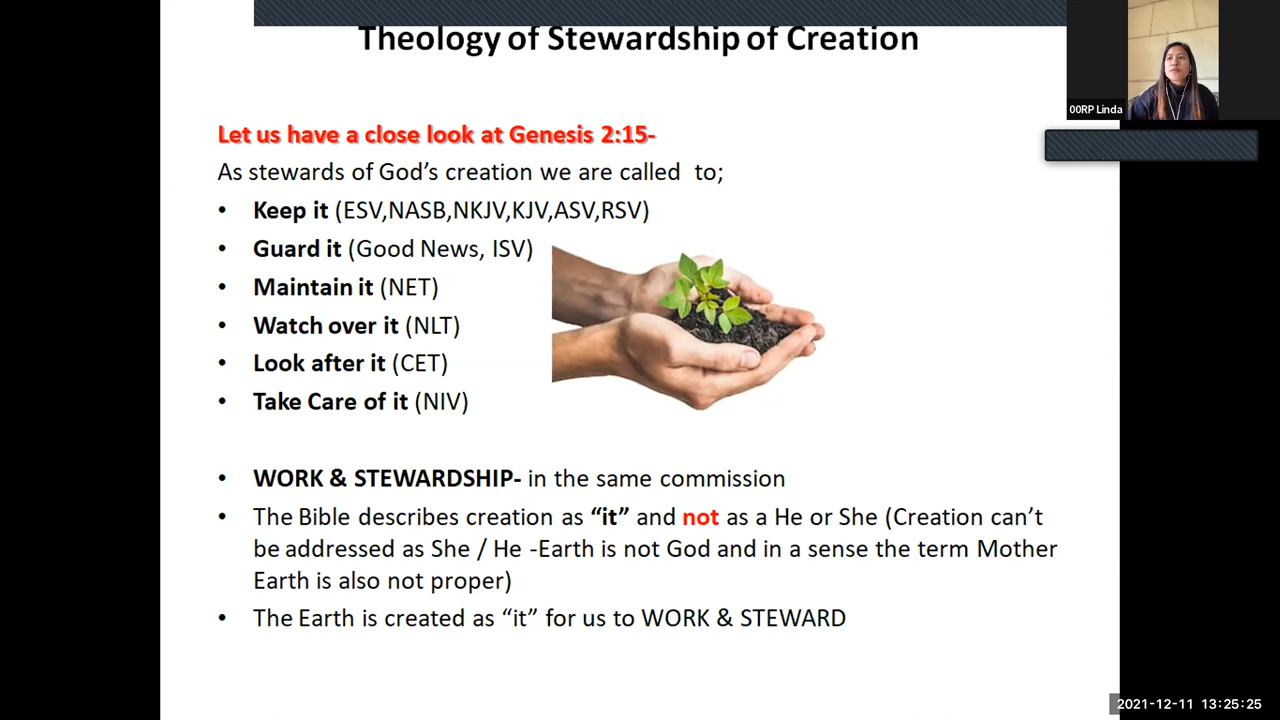 Theology of Stewardship of Creation
00RP Linda
Let us have a close look at Genesis 2:15-
As stewards of God’s creation we are called to;
• Keep it (ESV,NASB,NKJV,KJV,ASV,RSV)
• Guard it (Good News, ISV)
• Maintain it (NET)
• Watch over it (NLT)
• Look after it (CET)
• Take Care of it (NIV)
• WORK & STEWARDSHIP- in the same commission
• The Bible describes creation as “it” and not as a He or She (Creation can’t
be addressed as She / He -Earth is not God and in a sense the term Mother
Earth is also not proper)
• The Earth is created as “it” for us to WORK & STEWARD
2021-12-11 13:25:25